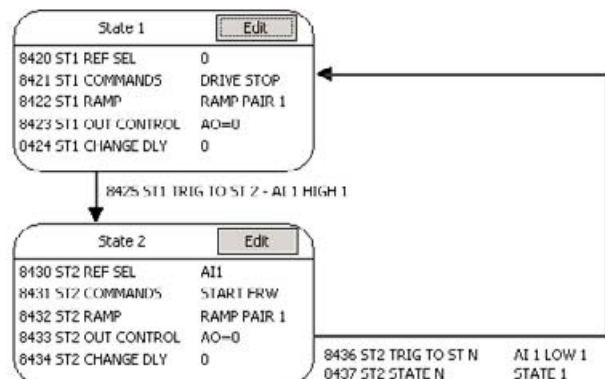 State 1 Edit
8420 ST1 REF SEL 0
8421 ST1 COMMANDS DRIVE STOP
8422 ST1 RAMP RAMP PAIR 1
8423 ST1 OUT CONTROL AO=0
8424 ST1 CHANGE DLY 0
8425 ST1 TRIG TO ST 2 - AI 1 HIGH 1
State 2 Edit
8430 ST2 REF SEL AI1
8431 ST2 COMMANDS START FRW
8432 ST2 RAMP RAMP PAIR 1
8433 ST2 OUT CONTROL AO=0
8434 ST2 CHANGE DLY 0
8436 ST2 TRIG TO ST N AI 1 LOW 1
8437 ST2 STATE N STATE 1